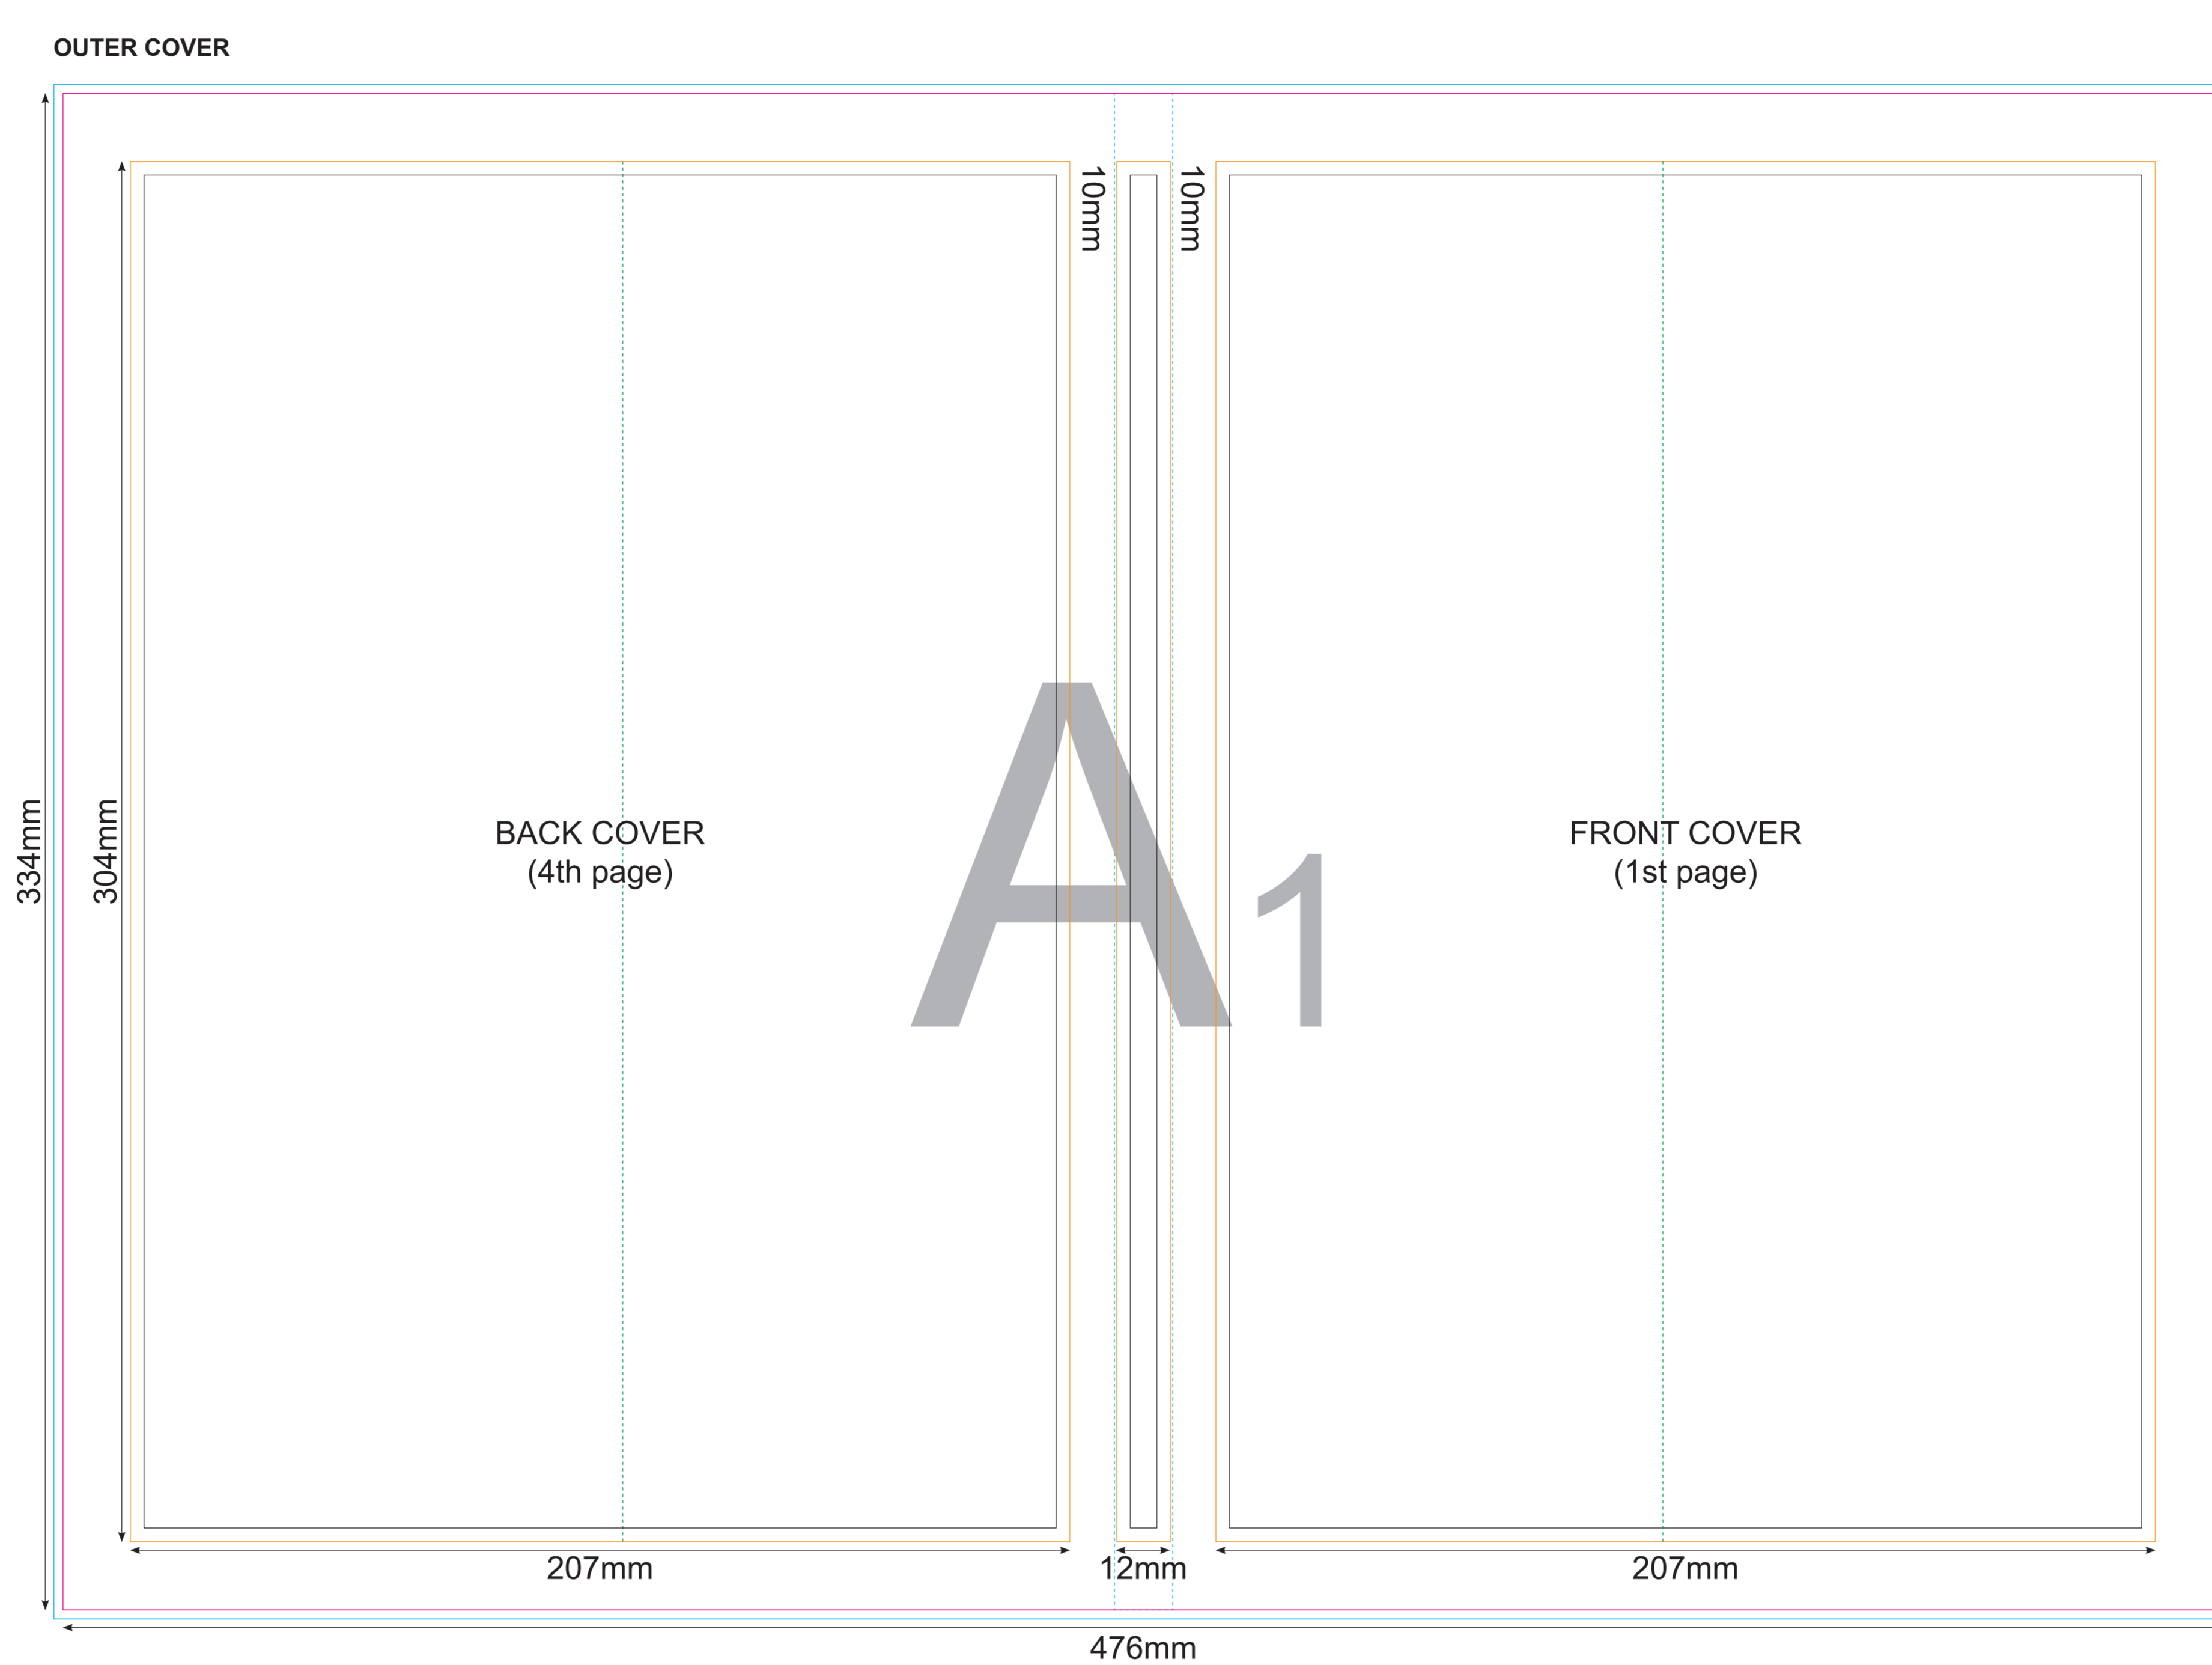 OUTER COVER
10mm
10mm
334mm
304mm
BACK COVER
(4th page)
A1
FRONT COVER
(1st page)
207mm
12mm
207mm
476mm